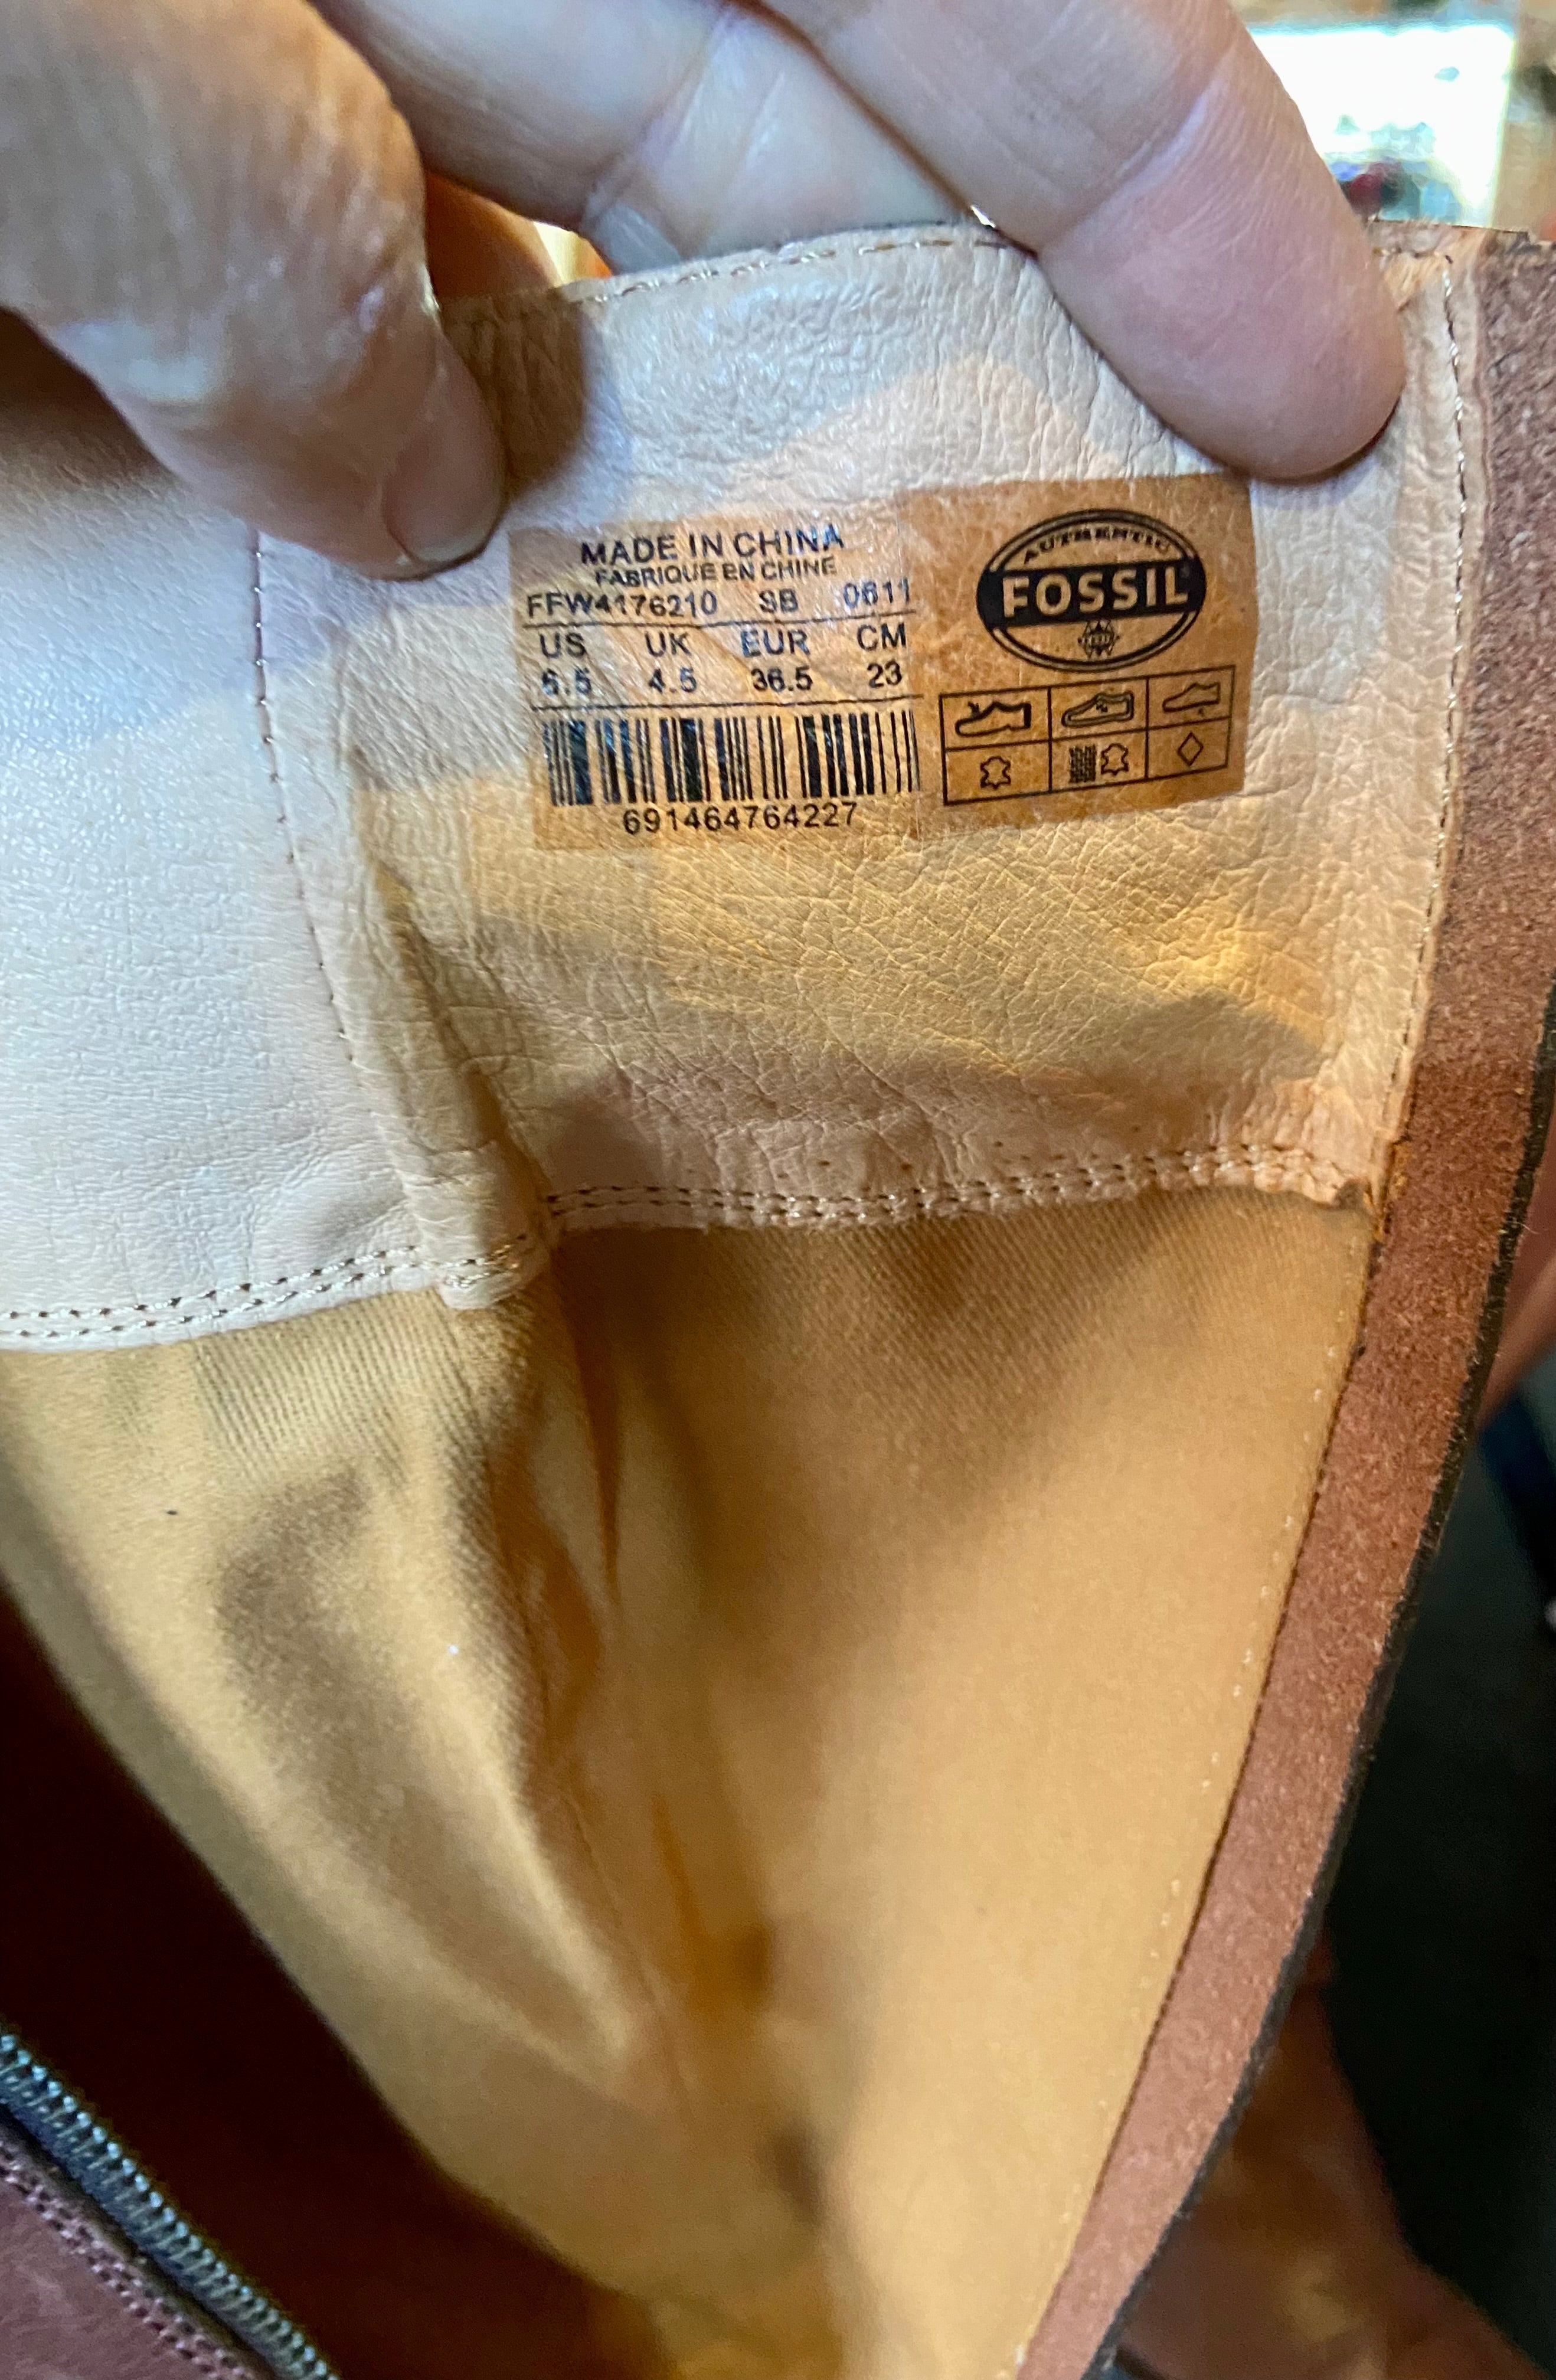 MADE IN CHINA
FABRIQUE EN CHINE
FFW4176210 SB 0611
US UK EUR CM
6.5 4.5 36.5 23
691464764227
AUTHENTIC
FOSSIL